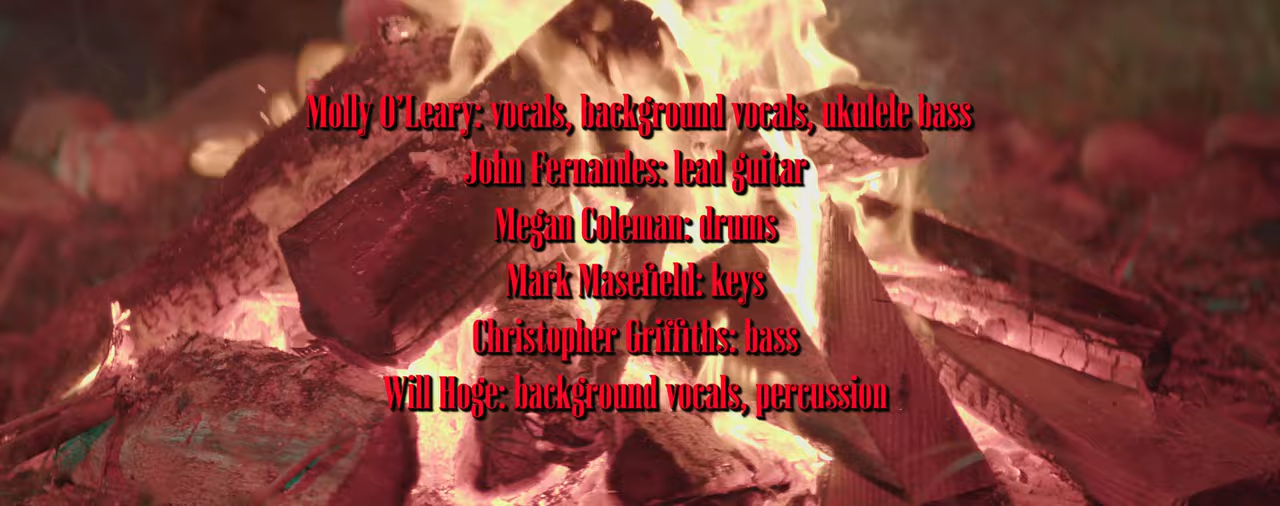 Molly O'Leary: vocals, background vocals, ukulele bass
John Fernandes: lead guitar
Megan Coleman: drums
Mark Masefield: keys
Christopher Griffiths: bass
Will Hoge: background vocals, percussion